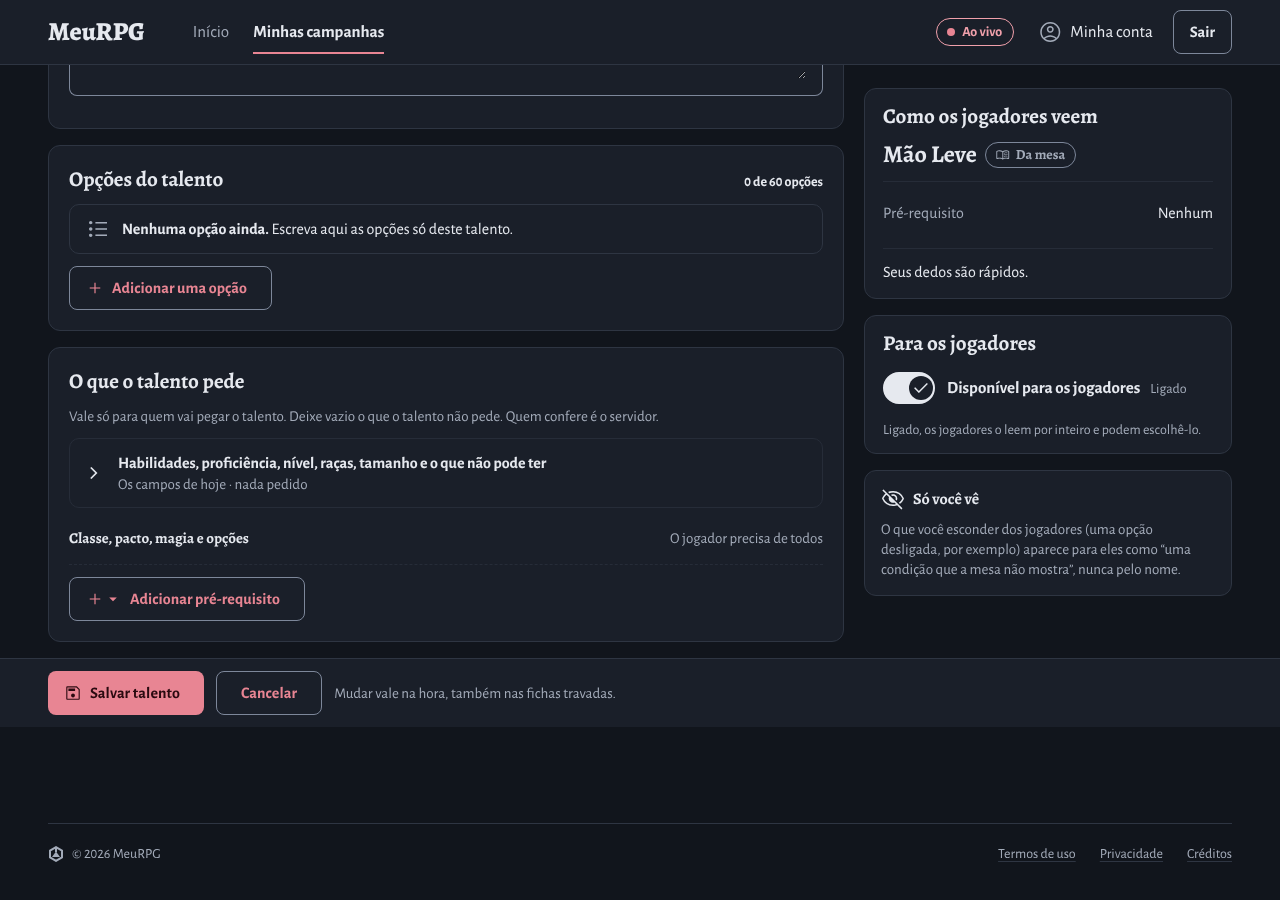 MeuRPG
Início
Minhas campanhas
Ao vivo
Minha conta
Sair
Opções do talento
0 de 60 opções
Nenhuma opção ainda. Escreva aqui as opções só deste talento.
Adicionar uma opção
O que o talento pede
Vale só para quem vai pegar o talento. Deixe vazio o que o talento não pede. Quem confere é o servidor.
Habilidades, proficiência, nível, raças, tamanho e o que não pode ter
Os campos de hoje · nada pedido
Classe, pacto, magia e opções
O jogador precisa de todos
Adicionar pré-requisito
Como os jogadores veem
Mão Leve
Da mesa
Pré-requisito
Nenhum
Seus dedos são rápidos.
Para os jogadores
Disponível para os jogadores
Ligado
Ligado, os jogadores o leem por inteiro e podem escolhê-lo.
Só você vê
O que você esconder dos jogadores (uma opção
desligada, por exemplo) aparece para eles como “uma
condição que a mesa não mostra”, nunca pelo nome.
Salvar talento
Cancelar
Mudar vale na hora, também nas fichas travadas.
© 2026 MeuRPG
Termos de uso
Privacidade
Créditos